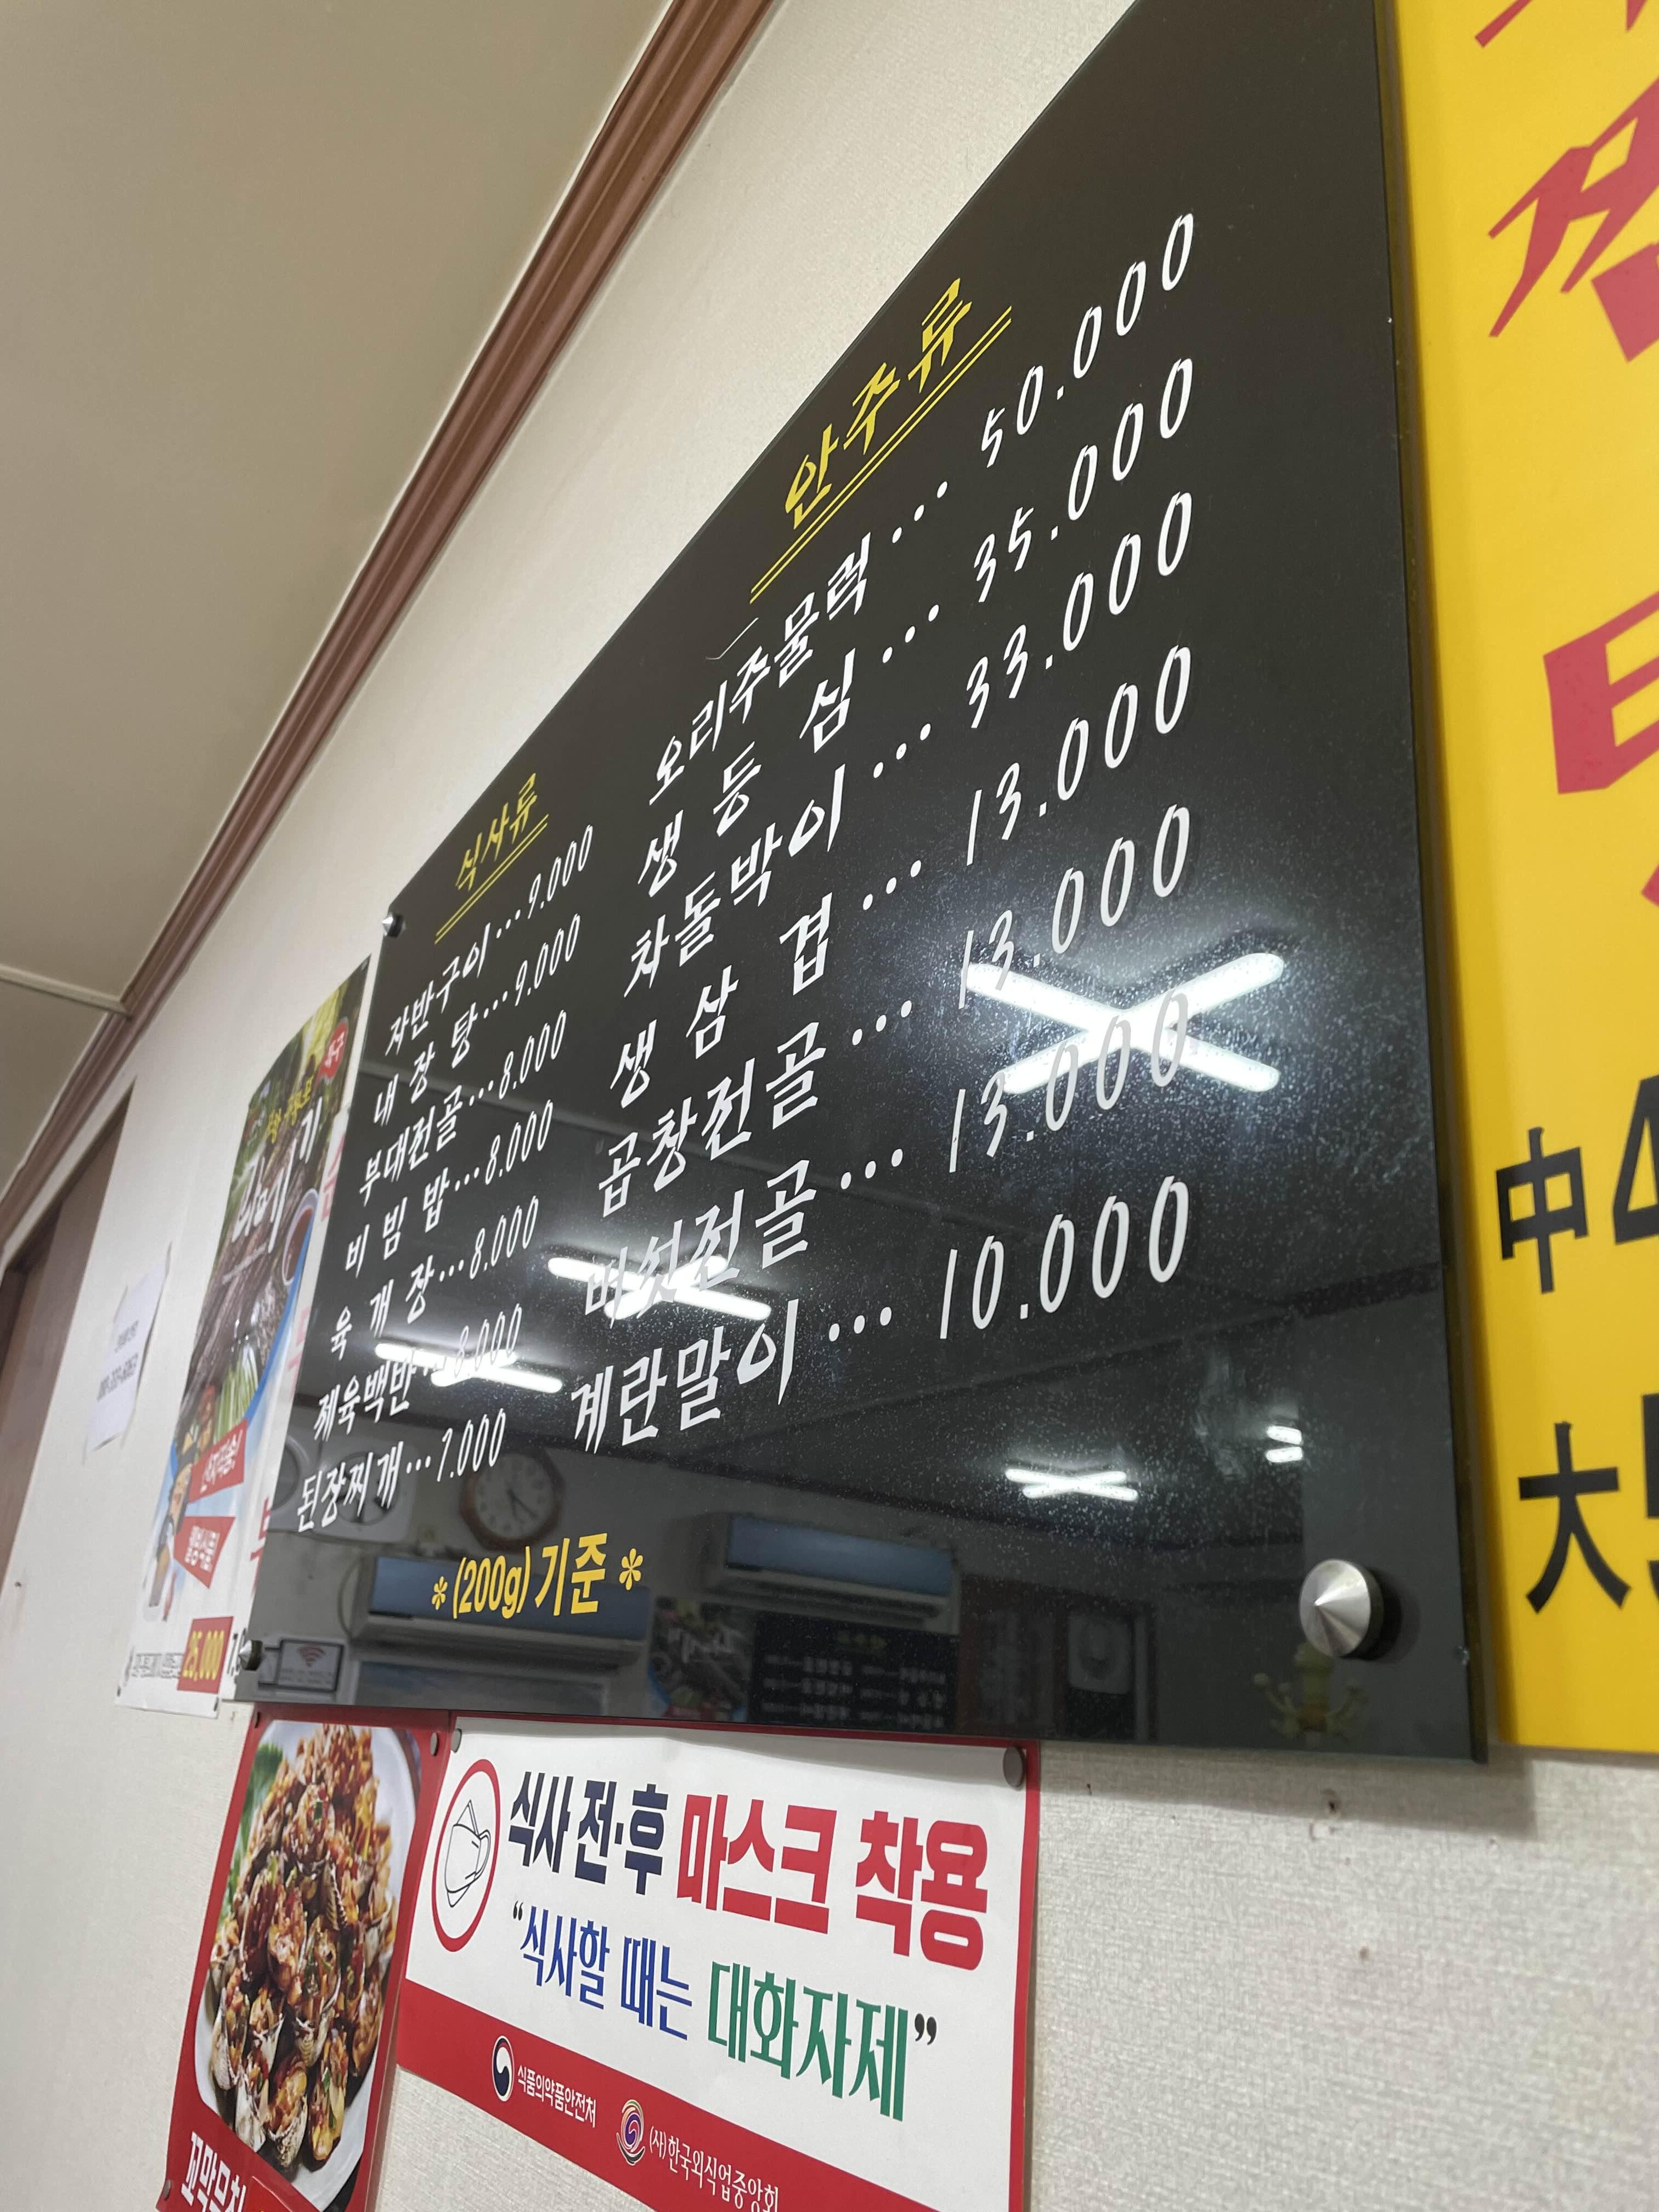 식사류
자반구이...9.000
내장탕...9.000
부대전골...8.000
비빔밥...8.000
육개장...8.000
제육백반...8.000
된장찌개...7.000
안주류
오리주물럭...50.000
생등심...35.000
차돌박이...33.000
생삼겹...13.000
곱창전골...13.000
버섯전골...13.000
계란말이...10.000
*(200g)기준*
식사 전·후 마스크 착용
“식사할 때는 대화자제”
식품의약품안전처
(사)한국외식업중앙회
25,000
中4
大5